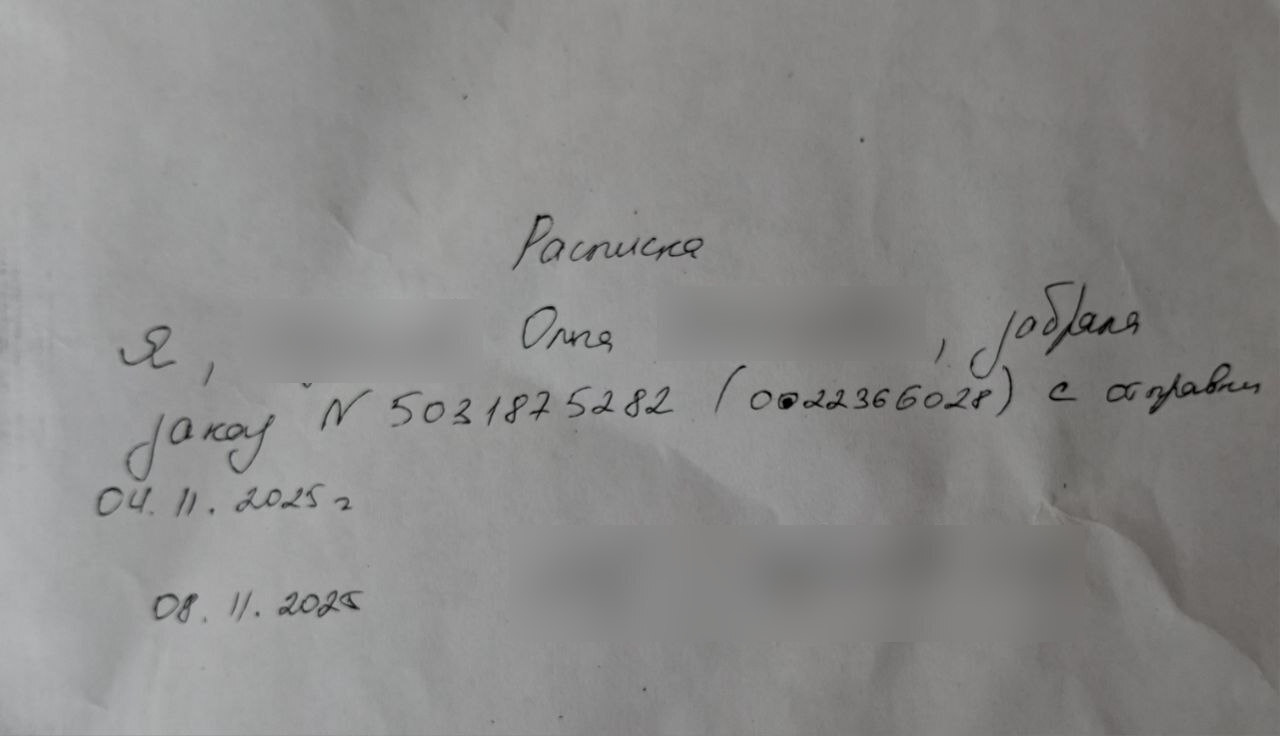 Расписка
Я, Ольга , забрала
заказ N 5031875282 (0022366028) с отправки
04.11.2025 г
08.11.2025